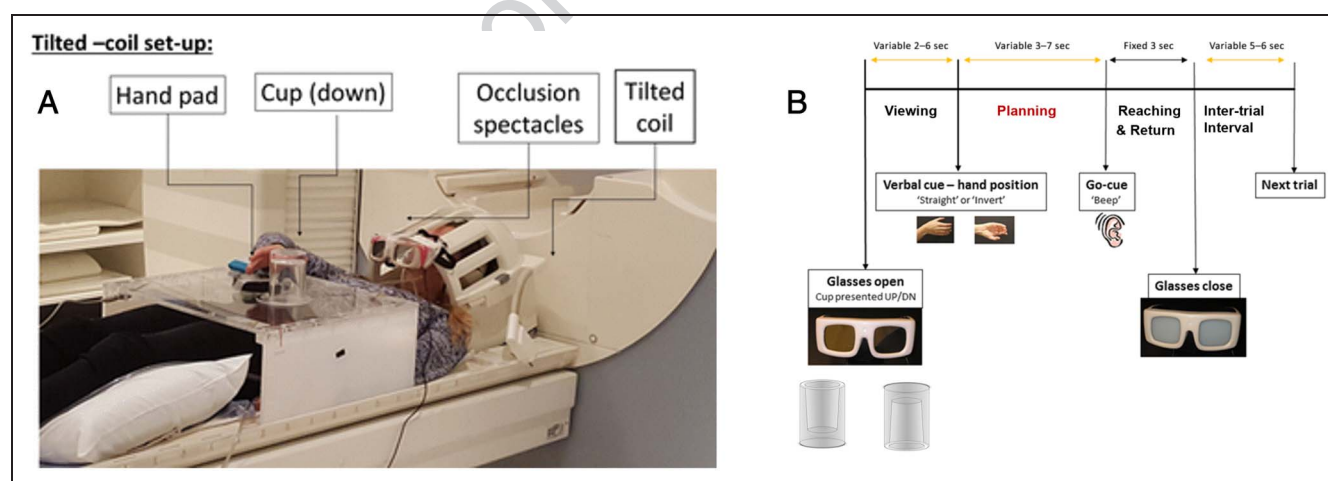 Tilted –coil set-up:
A
Hand pad
Cup (down)
Occlusion
spectacles
Tilted
coil
B
Variable 2–6 sec
Variable 3–7 sec
Fixed 3 sec
Variable 5–6 sec
Viewing
Planning
Reaching
& Return
Inter-trial
Interval
Verbal cue – hand position
'Straight' or 'Invert'
Go-cue
'Beep'
Next trial
Glasses open
Cup presented UP/DN
Glasses close